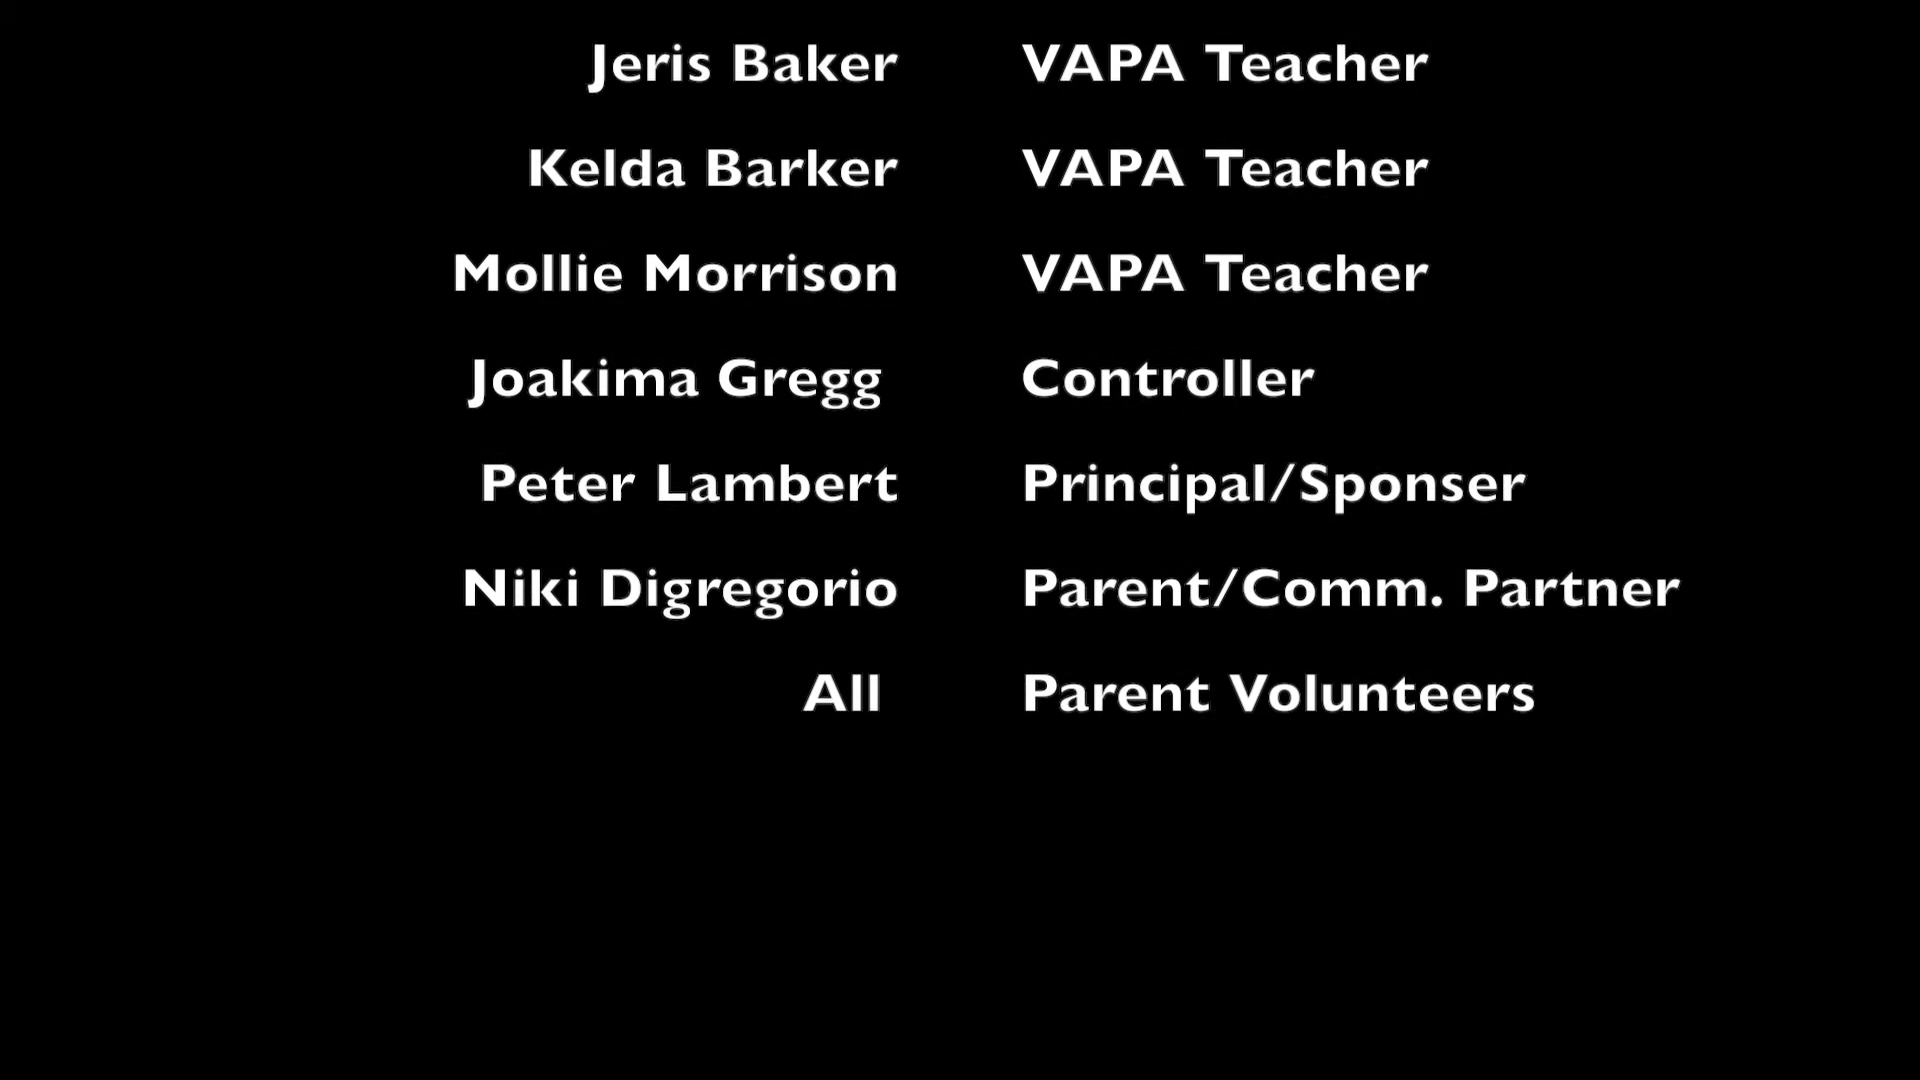 Jeris Baker VAPA Teacher
Kelda Barker VAPA Teacher
Mollie Morrison VAPA Teacher
Joakima Gregg Controller
Peter Lambert Principal/Sponser
Niki Digregorio Parent/Comm. Partner
All Parent Volunteers